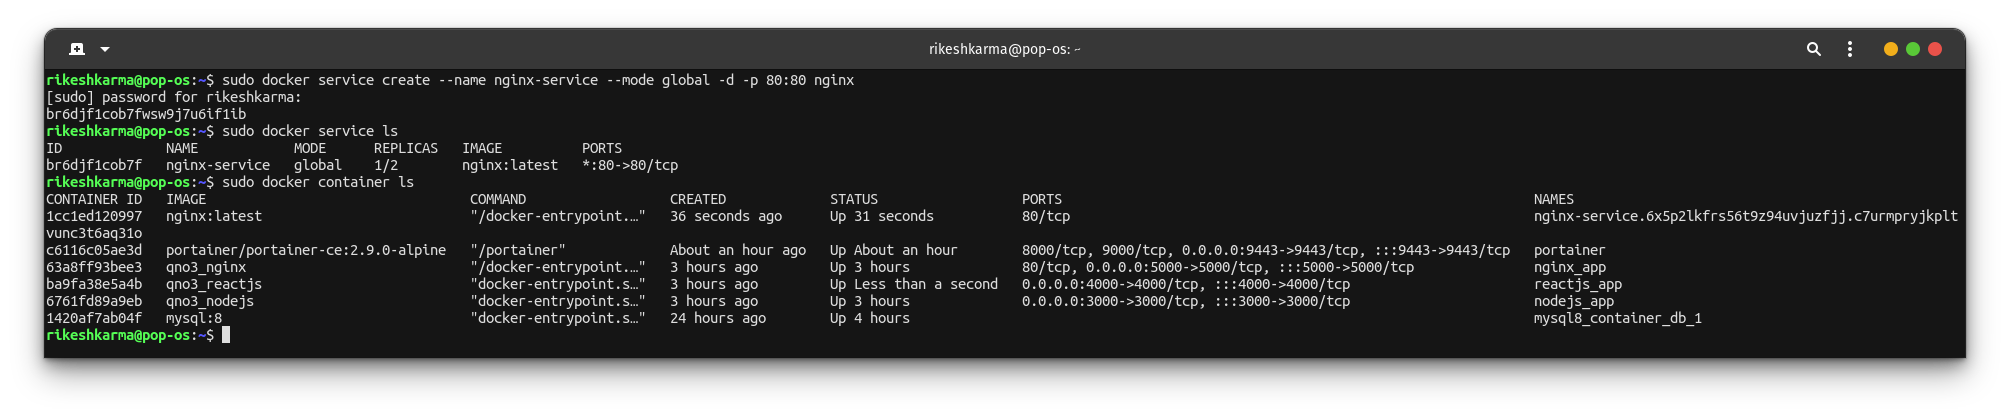 rikeshkarma@pop-os: ~
rikeshkarma@pop-os:~$ sudo docker service create --name nginx-service --mode global -d -p 80:80 nginx
[sudo] password for rikeshkarma:
br6djf1cob7fwsw9j7u6if1ib
rikeshkarma@pop-os:~$ sudo docker service ls
ID             NAME            MODE      REPLICAS   IMAGE          PORTS
br6djf1cob7f   nginx-service   global    1/2        nginx:latest   *:80->80/tcp
rikeshkarma@pop-os:~$ sudo docker container ls
CONTAINER ID   IMAGE                                 COMMAND                  CREATED             STATUS                  PORTS                                                           NAMES
1cc1ed120997   nginx:latest                          "/docker-entrypoint.…"   36 seconds ago      Up 31 seconds           80/tcp                                                          nginx-service.6x5p2lkfrs56t9z94uvjuzfjj.c7urmpryjkplt
vunc3t6aq31o
c6116c05ae3d   portainer/portainer-ce:2.9.0-alpine   "/portainer"             About an hour ago   Up About an hour        8000/tcp, 9000/tcp, 0.0.0.0:9443->9443/tcp, :::9443->9443/tcp   portainer
63a8ff93bee3   qno3_nginx                            "/docker-entrypoint.…"   3 hours ago         Up 3 hours              80/tcp, 0.0.0.0:5000->5000/tcp, :::5000->5000/tcp               nginx_app
ba9fa38e5a4b   qno3_reactjs                          "docker-entrypoint.s…"   3 hours ago         Up Less than a second   0.0.0.0:4000->4000/tcp, :::4000->4000/tcp                       reactjs_app
6761fd89a9eb   qno3_nodejs                           "docker-entrypoint.s…"   3 hours ago         Up 3 hours              0.0.0.0:3000->3000/tcp, :::3000->3000/tcp                       nodejs_app
1420af7ab04f   mysql:8                               "docker-entrypoint.s…"   24 hours ago        Up 4 hours                                                                              mysql8_container_db_1
rikeshkarma@pop-os:~$